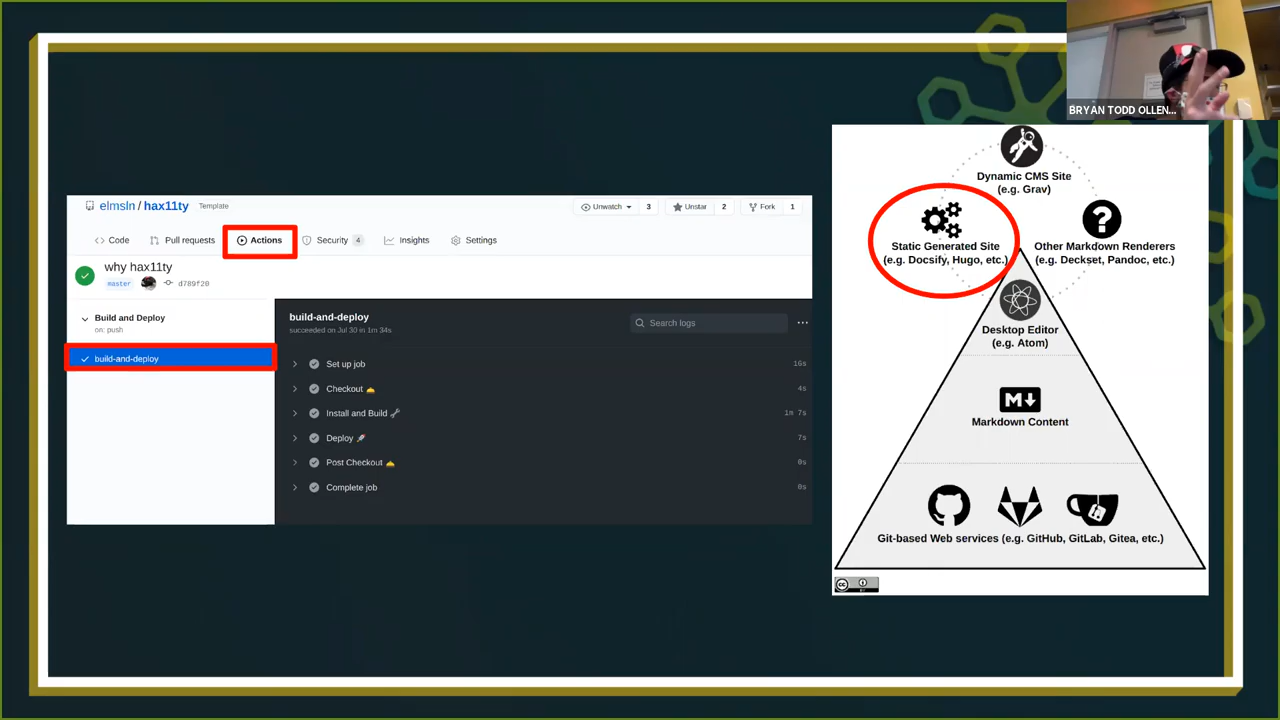 BRYAN TODD OLLEN...
elmsln/hax11ty
Template
Unwatch
3
Unstar
2
Fork
1
Code
Pull requests
Actions
Security
4
Insights
Settings
why hax11ty
master
d789f20
Build and Deploy
on: push
build-and-deploy
build-and-deploy
succeeded on Jul 30 in 1m 34s
Search logs
Set up job
16s
Checkout
4s
Install and Build
1m 7s
Deploy
7s
Post Checkout
0s
Complete job
0s
Dynamic CMS Site
(e.g. Grav)
Static Generated Site
(e.g. Docsify, Hugo, etc.)
Other Markdown Renderers
(e.g. Deckset, Pandoc, etc.)
Desktop Editor
(e.g. Atom)
M
Markdown Content
Git-based Web services (e.g. GitHub, GitLab, Gitea, etc.)
cc
BY